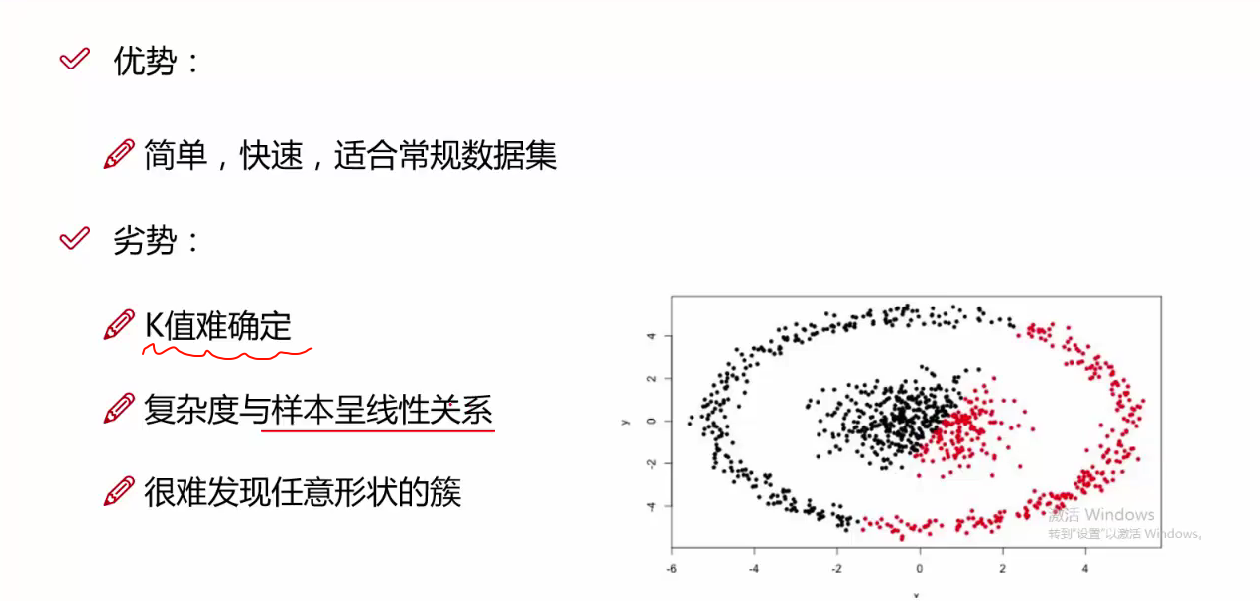 优势：
简单，快速，适合常规数据集
劣势：
K值难确定
复杂度与样本呈线性关系
很难发现任意形状的簇
y
4
2
0
-2
-4
-6
-4
-2
0
2
4
x
激活 Windows
转到"设置"以激活 Windows。